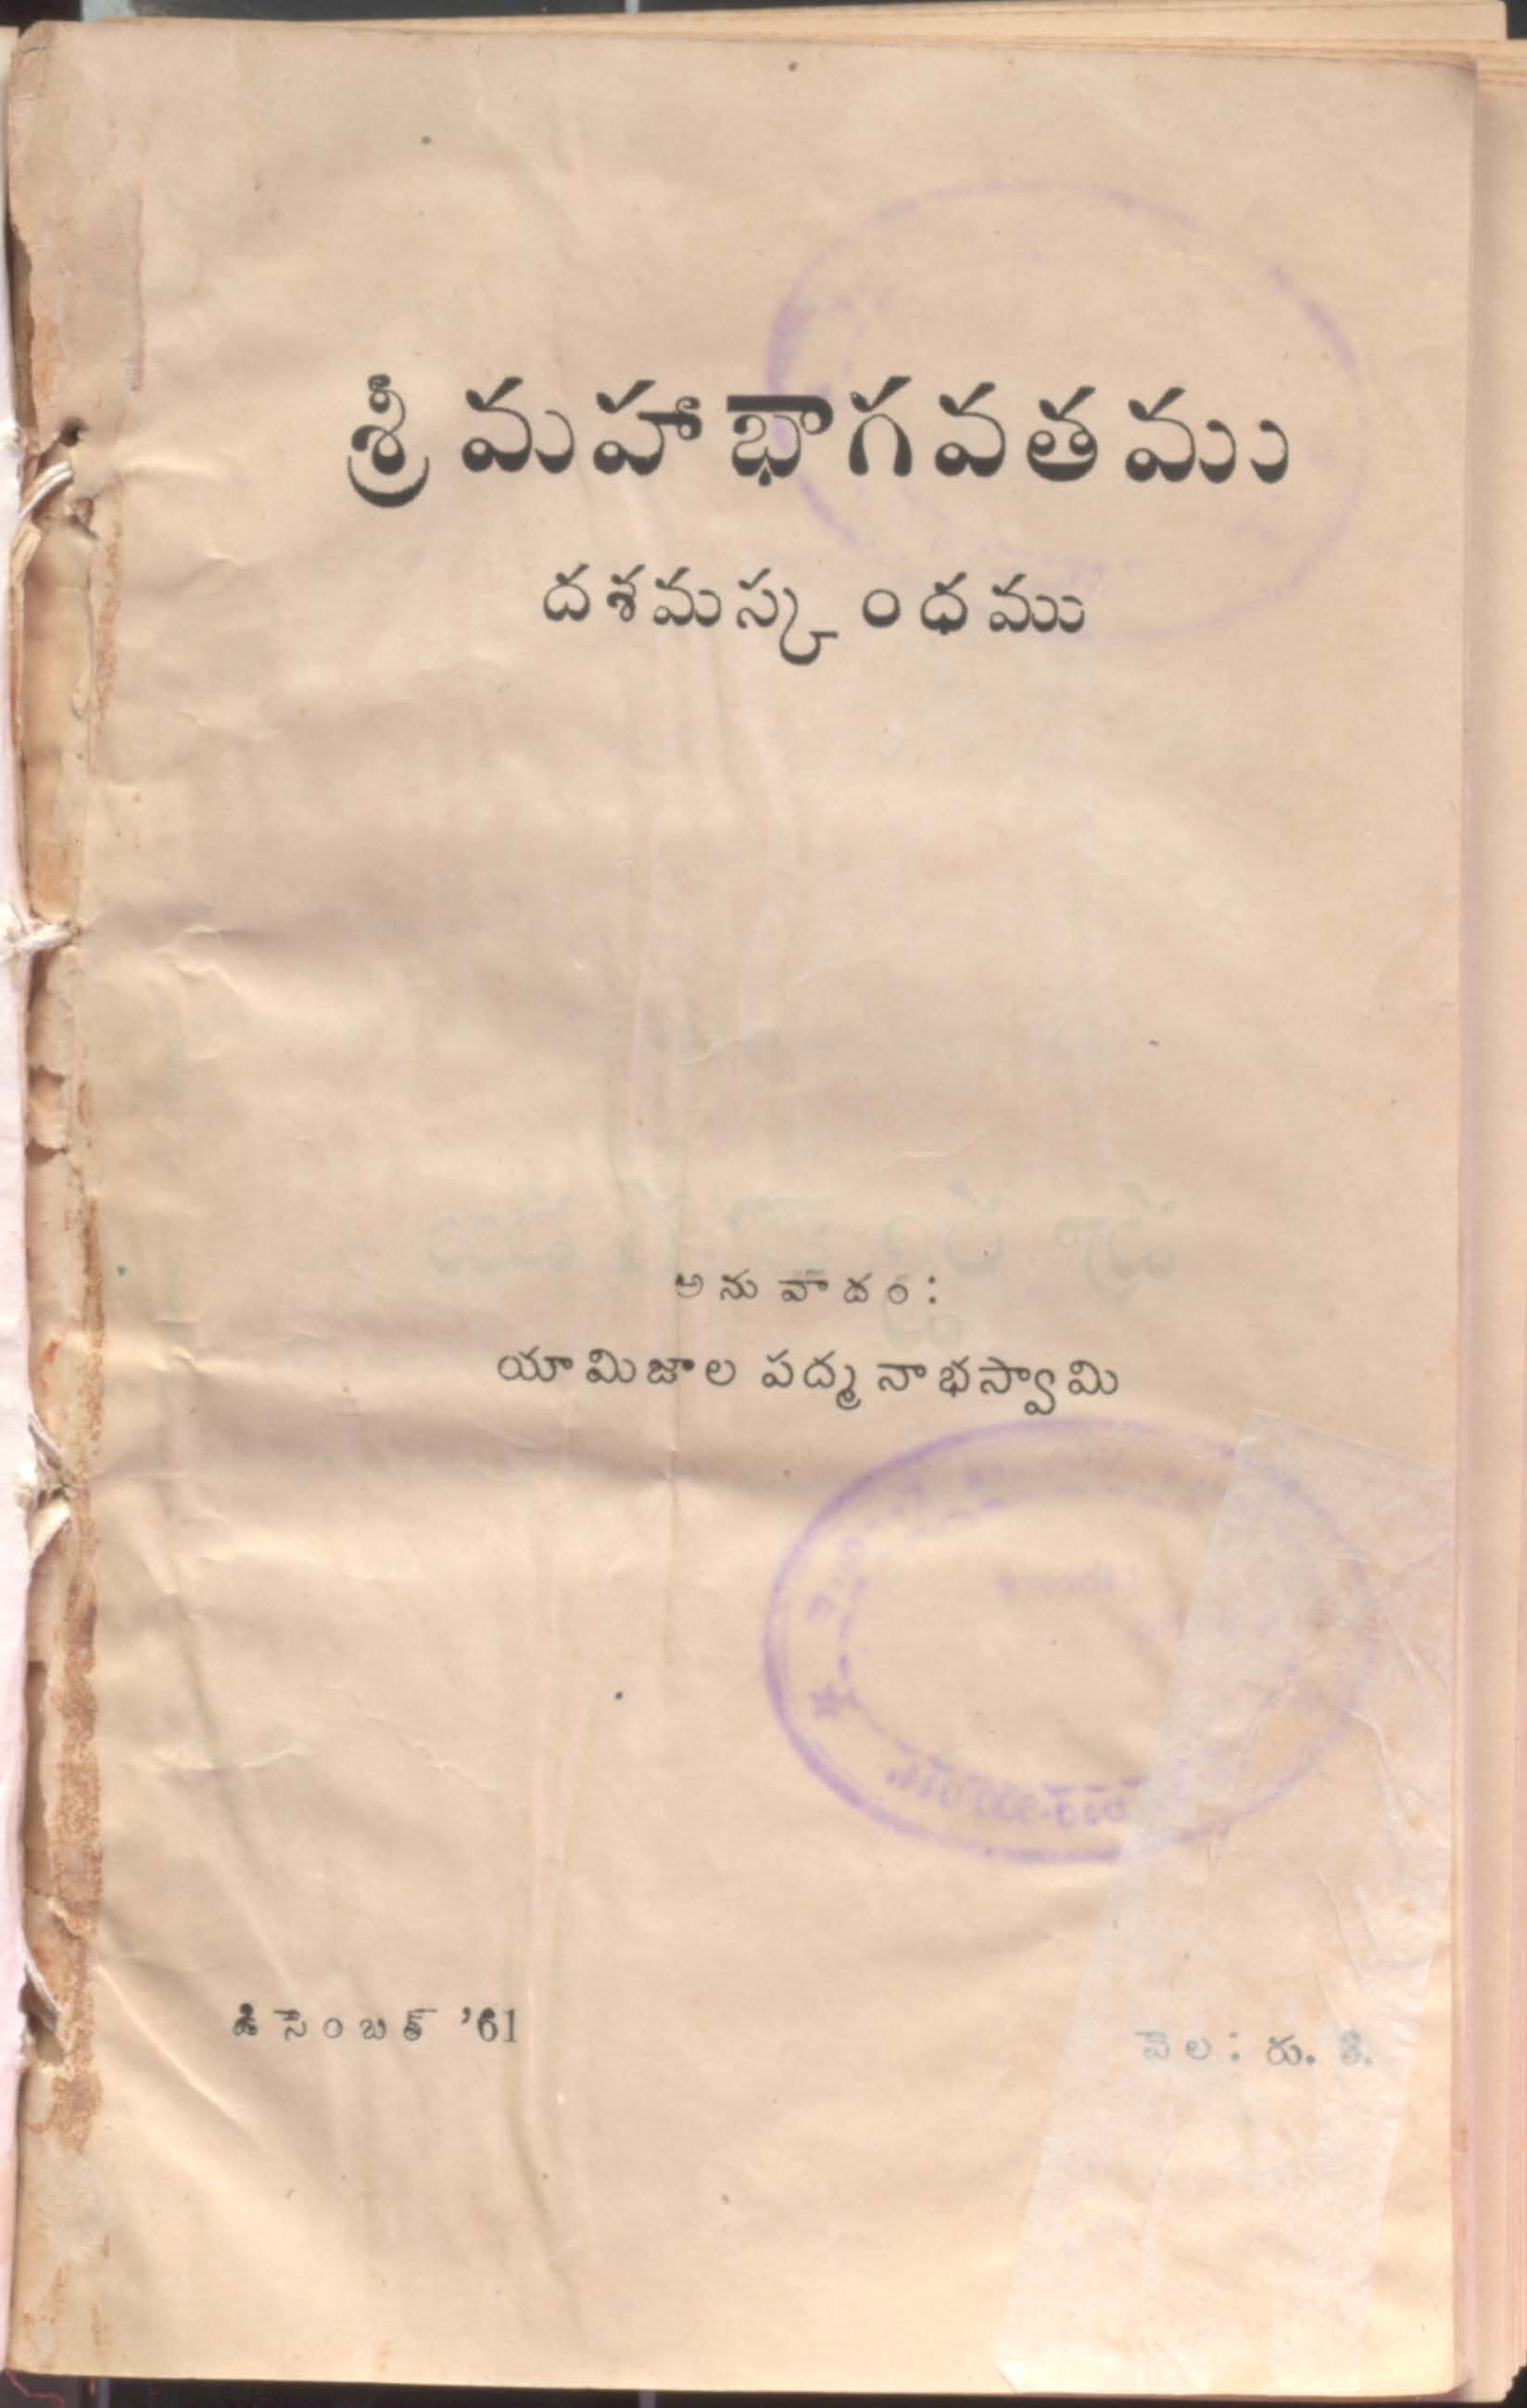 శ్రీమహాభాగవతము
దశమస్కంధము
అనువాదం:
యామిజాల పద్మనాభస్వామి
డిసెంబర్ '61
వెల: రు.